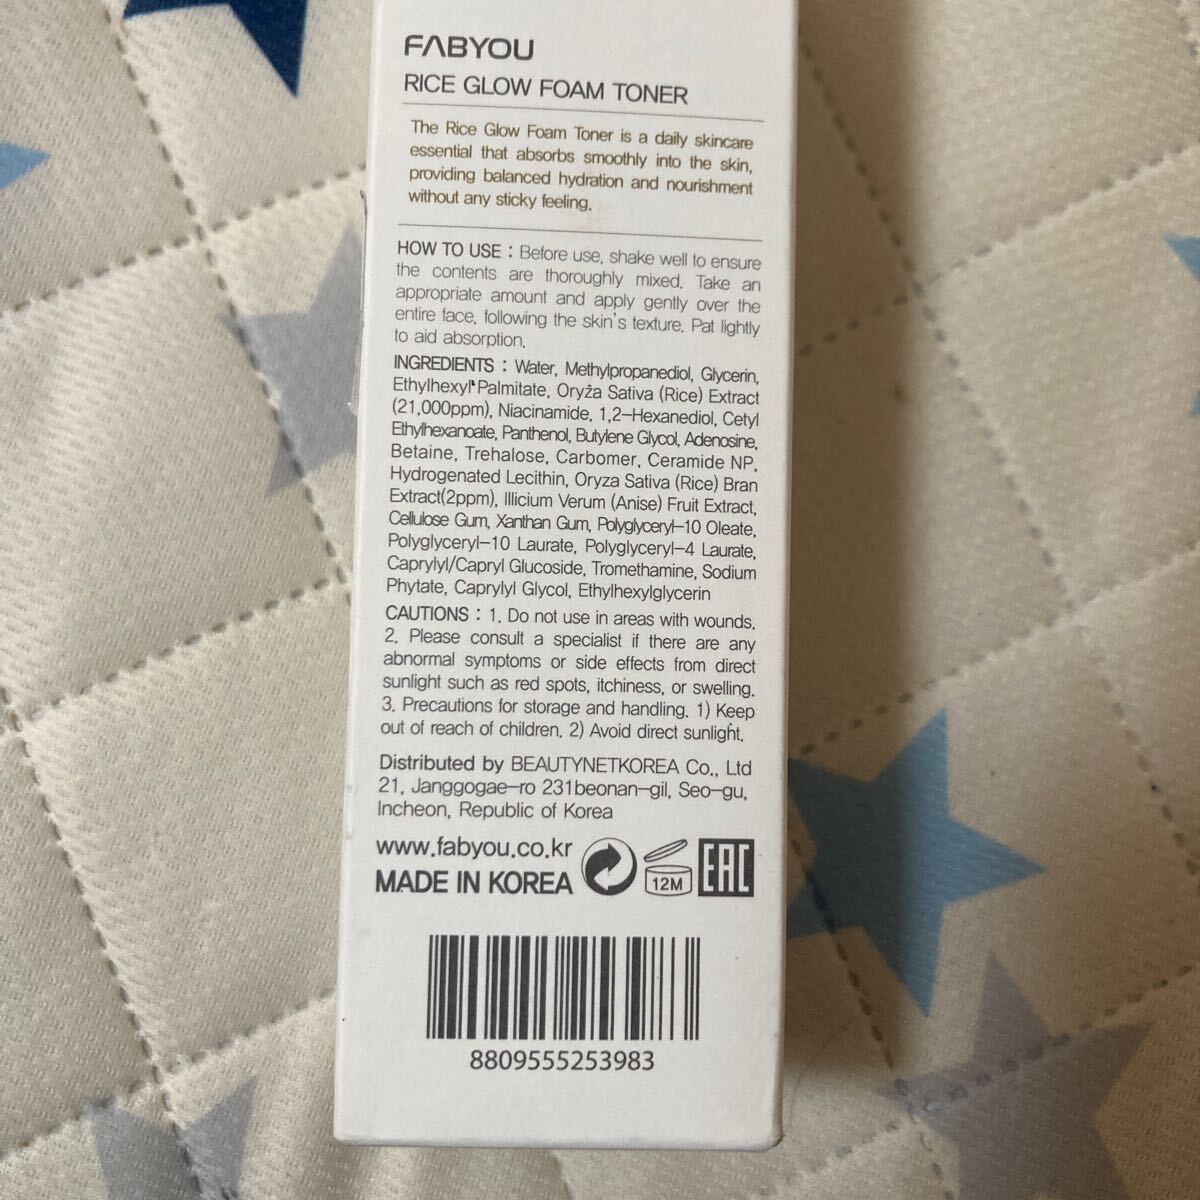 FABYOU
RICE GLOW FOAM TONER
The Rice Glow Foam Toner is a daily skincare
essential that absorbs smoothly into the skin,
providing balanced hydration and nourishment
without any sticky feeling.
HOW TO USE : Before use, shake well to ensure
the contents are thoroughly mixed. Take an
appropriate amount and apply gently over the
entire face, following the skin's texture. Pat lightly
to aid absorption.
INGREDIENTS : Water, Methylpropanediol, Glycerin,
Ethylhexyl Palmitate, Oryza Sativa (Rice) Extract
(21,000ppm), Niacinamide, 1,2-Hexanediol, Cetyl
Ethylhexanoate, Panthenol, Butylene Glycol, Adenosine,
Betaine, Trehalose, Carbomer, Ceramide NP,
Hydrogenated Lecithin, Oryza Sativa (Rice) Bran
Extract(2ppm), Illicium Verum (Anise) Fruit Extract,
Cellulose Gum, Xanthan Gum, Polyglyceryl-10 Oleate,
Polyglyceryl-10 Laurate, Polyglyceryl-4 Laurate,
Caprylyl/Capryl Glucoside, Tromethamine, Sodium
Phytate, Caprylyl Glycol, Ethylhexylglycerin
CAUTIONS : 1. Do not use in areas with wounds.
2. Please consult a specialist if there are any
abnormal symptoms or side effects from direct
sunlight such as red spots, itchiness, or swelling.
3. Precautions for storage and handling. 1) Keep
out of reach of children. 2) Avoid direct sunlight.
Distributed by BEAUTYNETKOREA Co., Ltd
21, Janggogae-ro 231beonan-gil, Seo-gu,
Incheon, Republic of Korea
www.fabyou.co.kr
MADE IN KOREA
12M
EAC
8809555253983